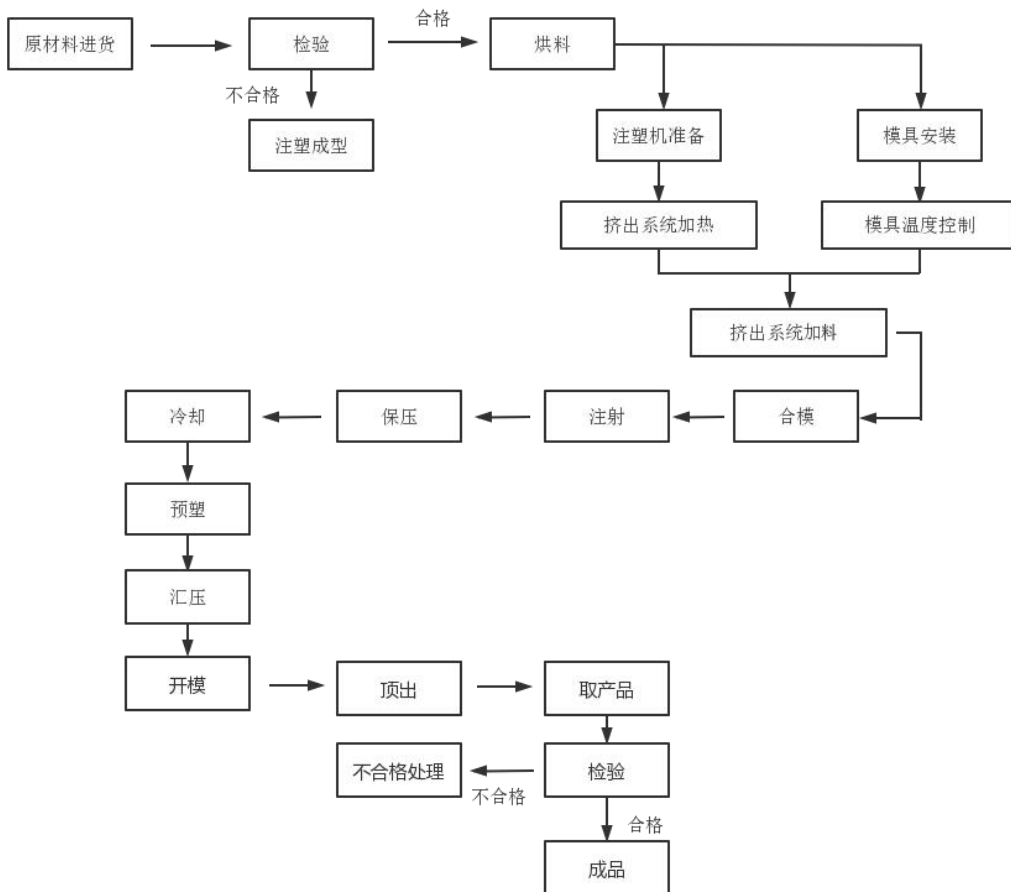 原材料进货
检验
合格
烘料
不合格
注塑成型
注塑机准备
模具安装
挤出系统加热
模具温度控制
挤出系统加料
冷却
保压
注射
合模
预塑
汇压
开模
顶出
取产品
不合格处理
不合格
检验
合格
成品